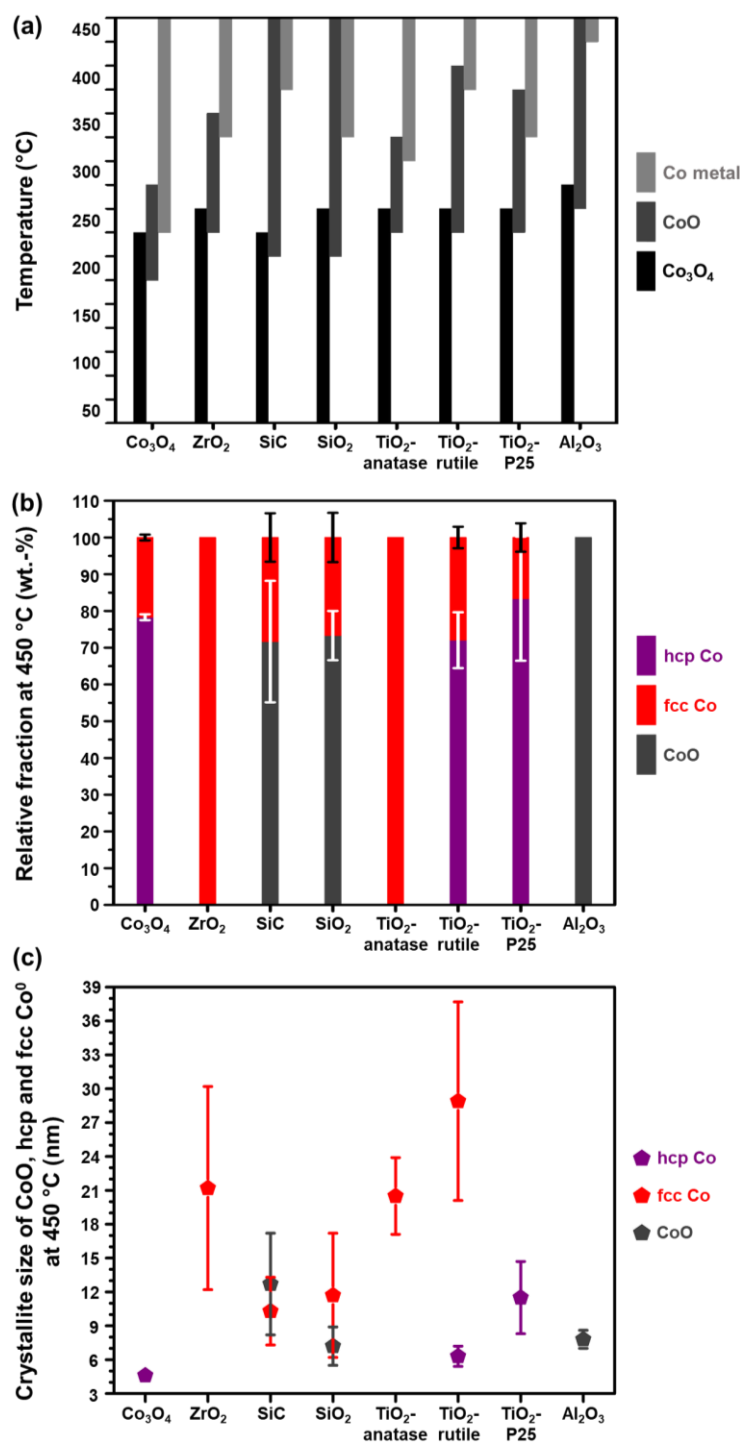 (a)
Temperature (°C)
450
400
350
300
250
200
150
100
50
Co₃O₄ ZrO₂ SiC SiO₂ TiO₂- TiO₂- TiO₂- Al₂O₃
anatase rutile P25
Co metal
CoO
Co₃O₄
(b)
Relative fraction at 450 °C (wt.-%)
110
100
90
80
70
60
50
40
30
20
10
0
Co₃O₄ ZrO₂ SiC SiO₂ TiO₂- TiO₂- TiO₂- Al₂O₃
anatase rutile P25
hcp Co
fcc Co
CoO
(c)
Crystallite size of CoO, hcp and fcc Co⁰
at 450 °C (nm)
39
36
33
30
27
24
21
18
15
12
9
6
3
Co₃O₄ ZrO₂ SiC SiO₂ TiO₂- TiO₂- TiO₂- Al₂O₃
anatase rutile P25
hcp Co
fcc Co
CoO